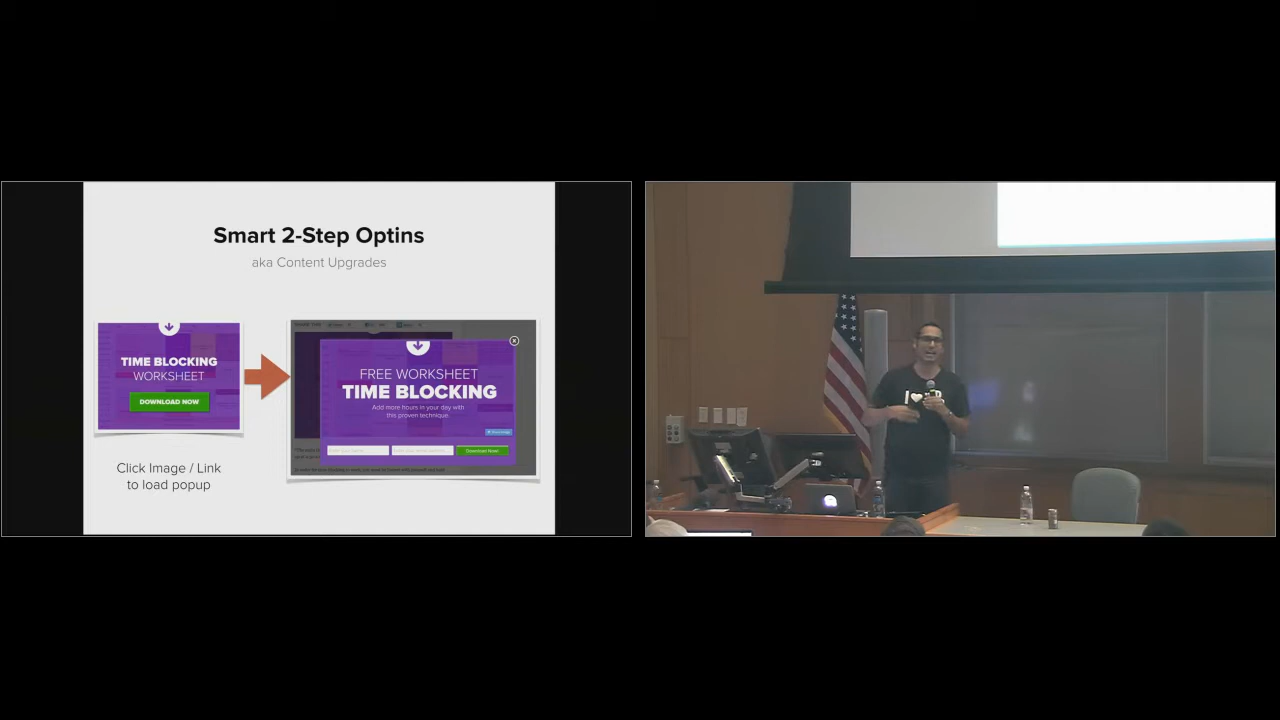 Smart 2-Step Optins
aka Content Upgrades
TIME BLOCKING
WORKSHEET
DOWNLOAD NOW
Click Image / Link
to load popup
FREE WORKSHEET
TIME BLOCKING
Add more hours in your day with
this proven technique.
Download Now!
I ♥